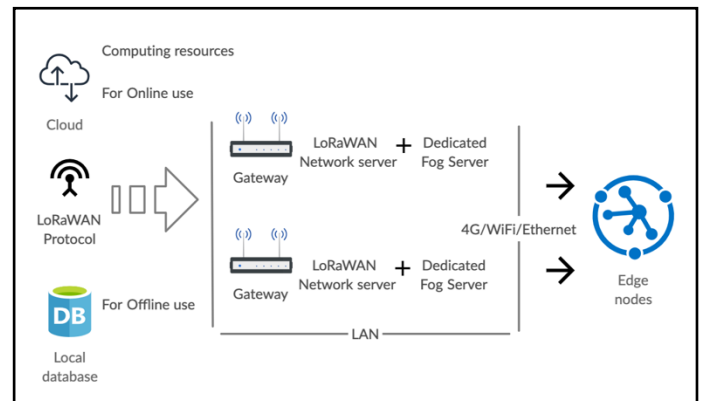 Computing resources
For Online use
Cloud
LoRaWAN
Protocol
DB
For Offline use
Local
database
Gateway
LoRaWAN
Network server
+
Dedicated
Fog Server
Gateway
LoRaWAN
Network server
+
Dedicated
Fog Server
LAN
4G/WiFi/Ethernet
Edge
nodes